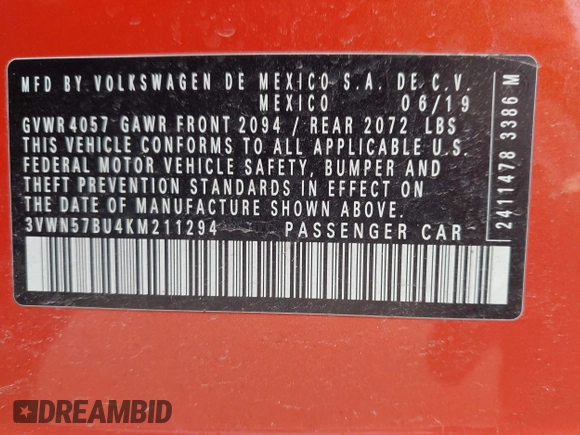 MFD BY VOLKSWAGEN DE MEXICO S.A. DE C.V.
MEXICO 06/19
GVWR 4057 GAWR FRONT 2094 / REAR 2072 LBS
THIS VEHICLE CONFORMS TO ALL APPLICABLE U.S.
FEDERAL MOTOR VEHICLE SAFETY, BUMPER AND
THEFT PREVENTION STANDARDS IN EFFECT ON
THE DATE OF MANUFACTURE SHOWN ABOVE.
3VWN57BU4KM211294 PASSENGER CAR
2411478 3386 M
DREAMBID